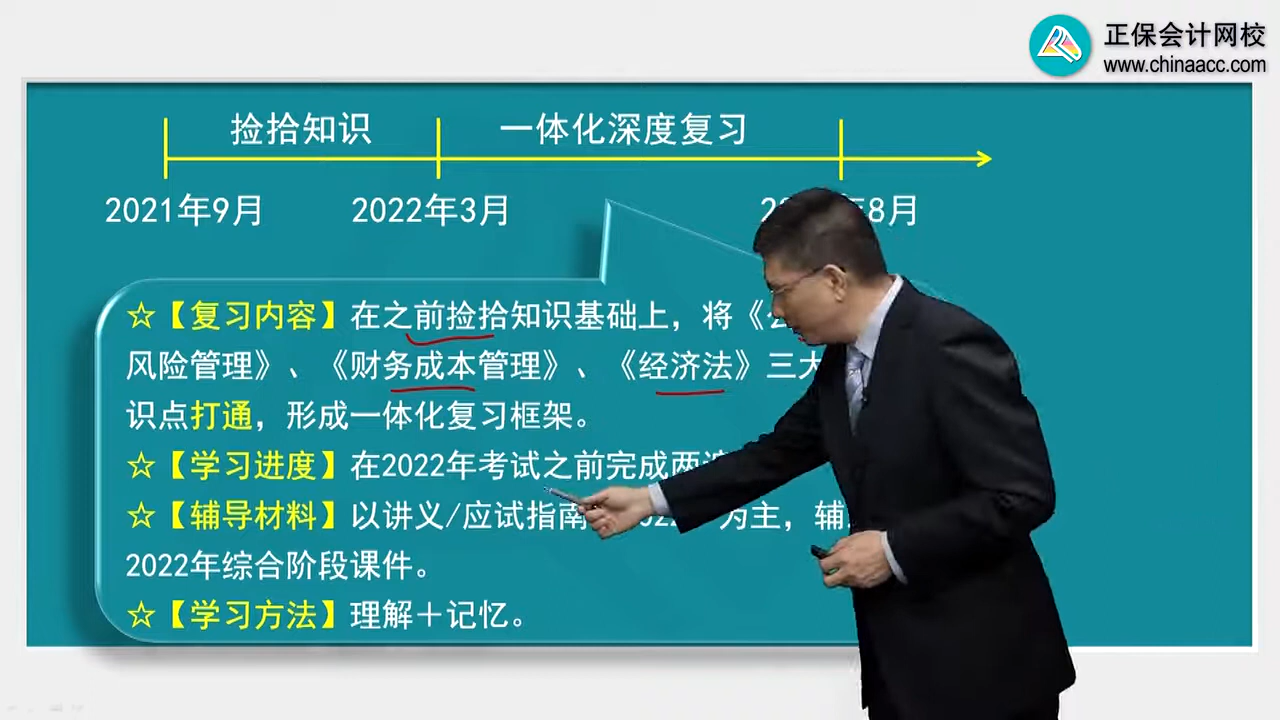 正保会计网校
www.chinaacc.com
捡拾知识
一体化深度复习
2021年9月
2022年3月
8月
☆【复习内容】在之前捡拾知识基础上，将《
风险管理》、《财务成本管理》、《经济法》三大
识点打通，形成一体化复习框架。
☆【学习进度】在2022年考试之前完成两
☆【辅导材料】以讲义/应试指南 为主，辅
2022年综合阶段课件。
☆【学习方法】理解＋记忆。